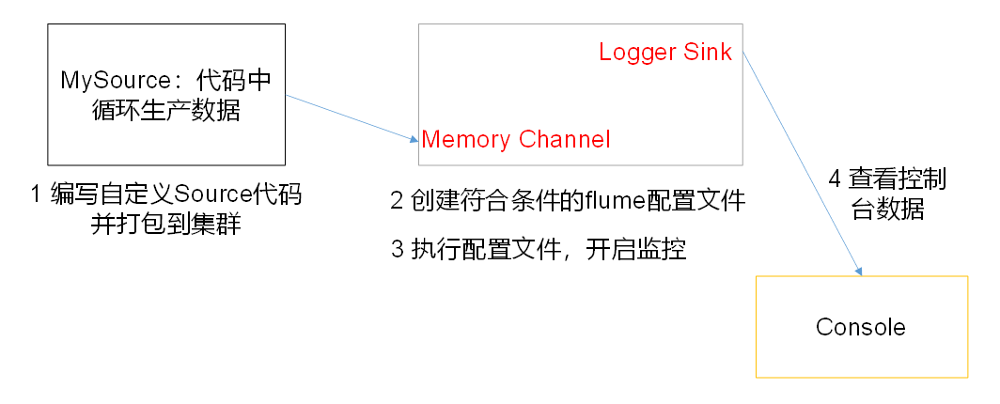 MySource：代码中
循环生产数据
1 编写自定义Source代码
并打包到集群
Logger Sink
Memory Channel
2 创建符合条件的flume配置文件
3 执行配置文件，开启监控
4 查看控制
台数据
Console